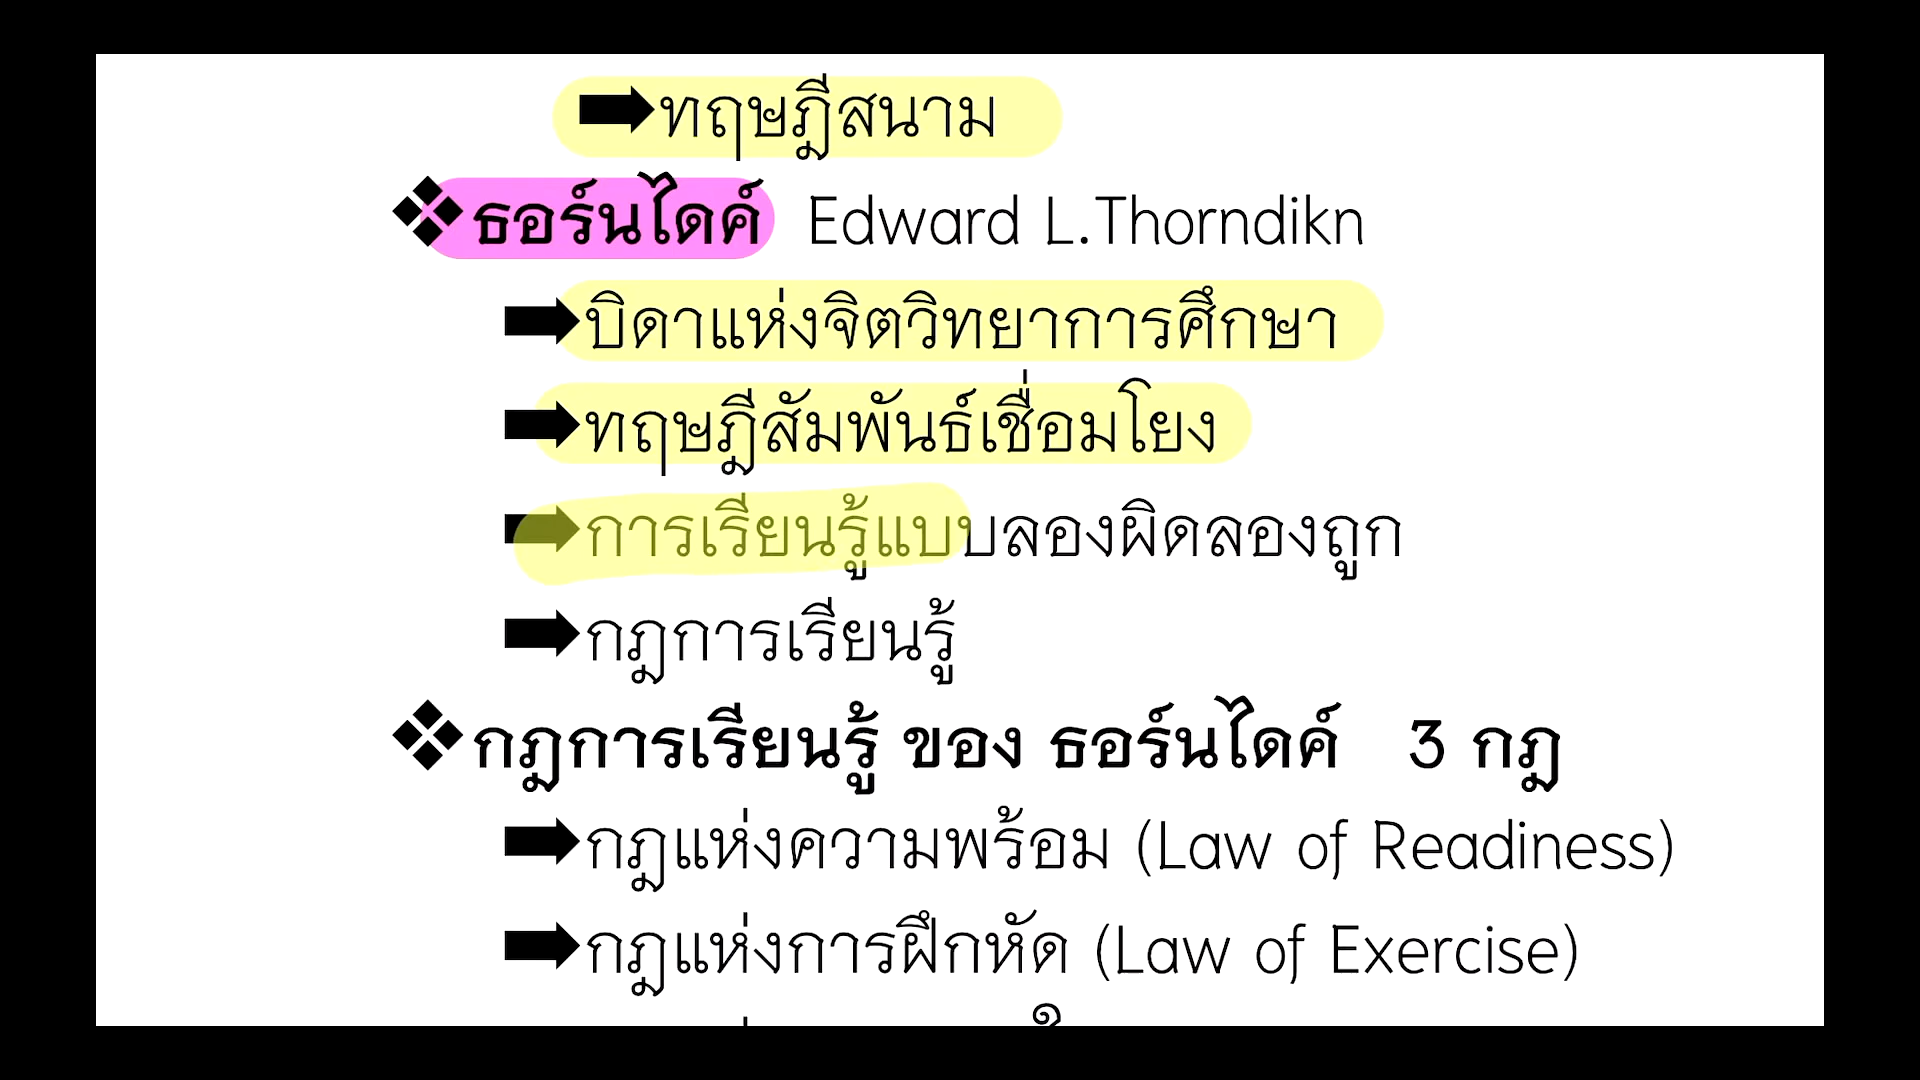 ➡ทฤษฎีสนาม
❖ธอร์นไดค์ Edward L.Thorndikn
➡บิดาแห่งจิตวิทยาการศึกษา
➡ทฤษฎีสัมพันธ์เชื่อมโยง
➡การเรียนรู้แบบลองผิดลองถูก
➡กฎการเรียนรู้
❖กฎการเรียนรู้ ของ ธอร์นไดค์ 3 กฎ
➡กฎแห่งความพร้อม (Law of Readiness)
➡กฎแห่งการฝึกหัด (Law of Exercise)